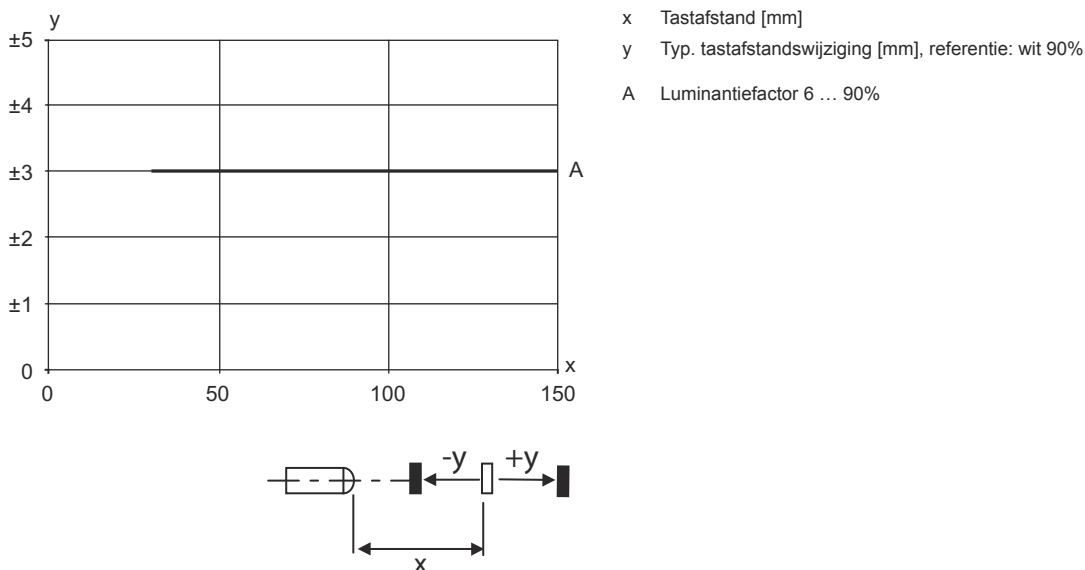 y
±5
±4
±3
±2
±1
0
A
x
0 50 100 150
x Tastafstand [mm]
y Typ. tastafstandswijziging [mm], referentie: wit 90%
A Luminantiefactor 6 … 90%
-y +y
x